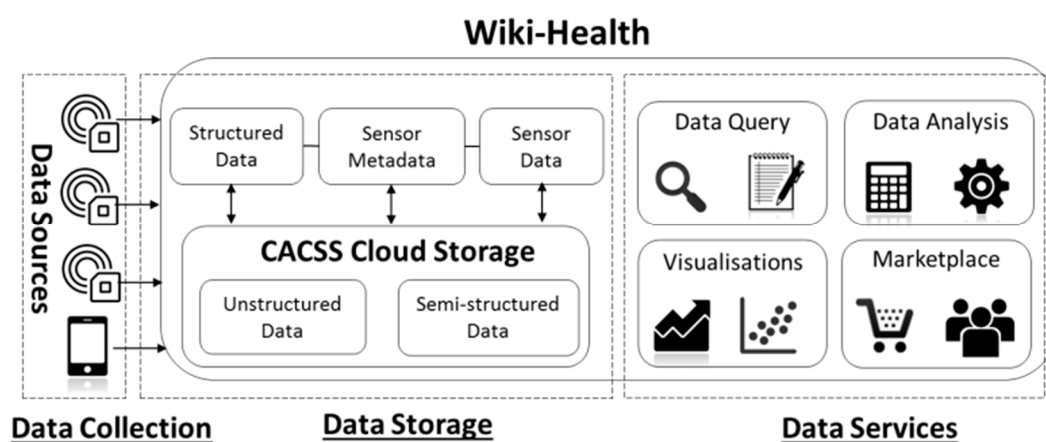 Wiki-Health
Data Sources
Structured
Data
Sensor
Metadata
Sensor
Data
CACSS Cloud Storage
Unstructured
Data
Semi-structured
Data
Data Query
Data Analysis
Visualisations
Marketplace
Data Collection
Data Storage
Data Services